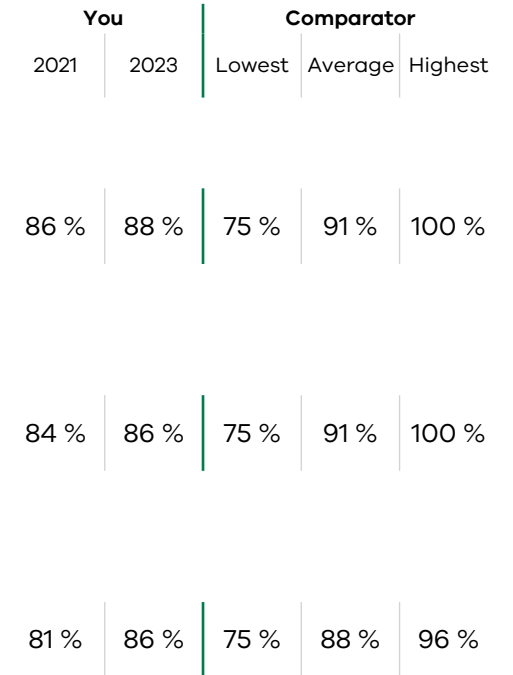 You Comparator
2021 2023 Lowest Average Highest
86 % 88 % 75 % 91 % 100 %
84 % 86 % 75 % 91 % 100 %
81 % 86 % 75 % 88 % 96 %